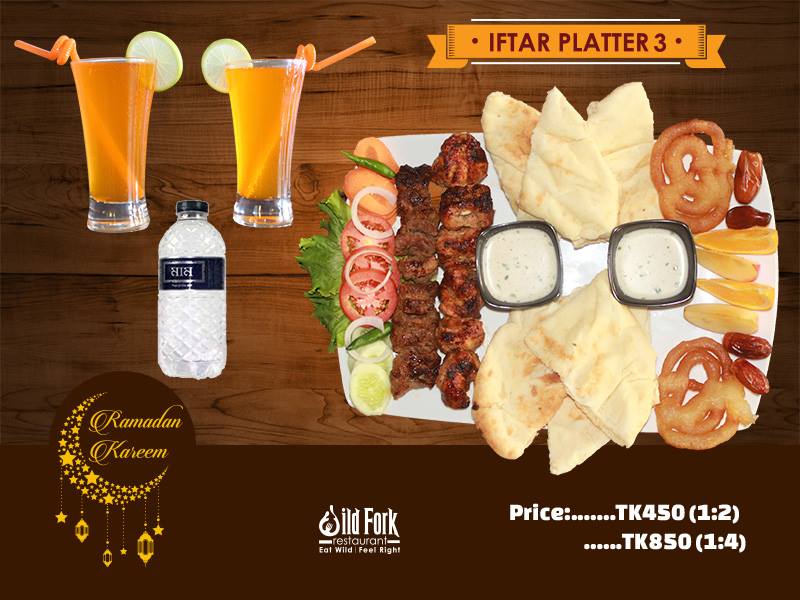 • IFTAR PLATTER 3 •
মাম
Ramadan
Kareem
Wild Fork
restaurant
Eat Wild | Feel Right
Price:.......TK450 (1:2)
......TK850 (1:4)